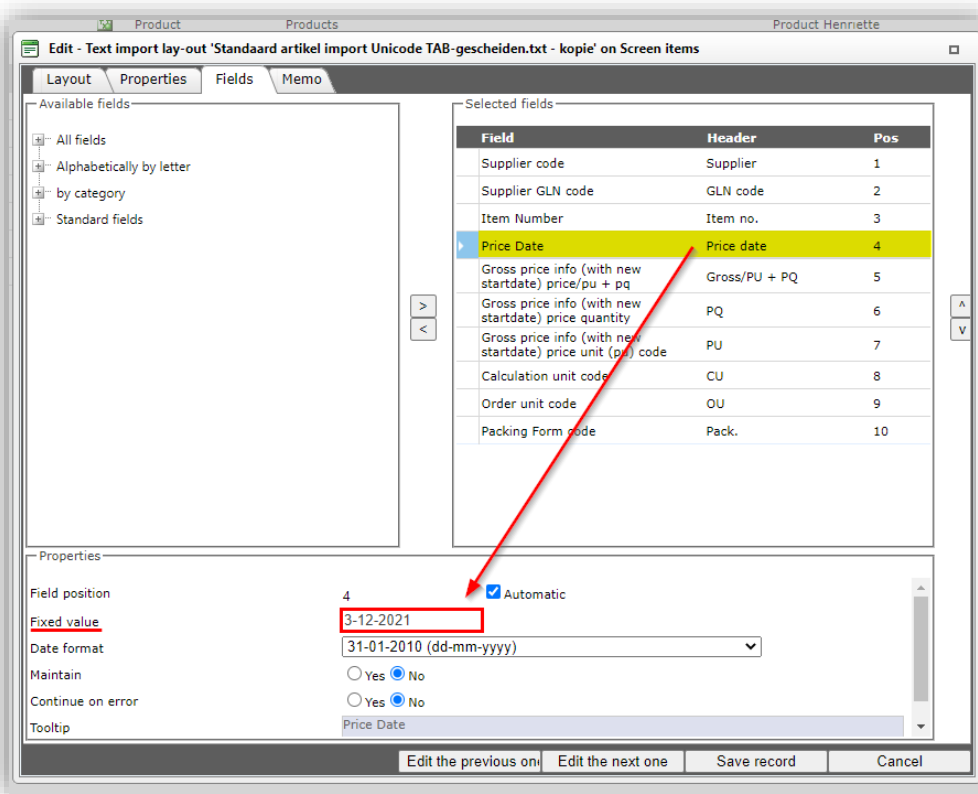 Product Products Product Henriette
Edit - Text import lay-out 'Standaard artikel import Unicode TAB-gescheiden.txt - kopie' on Screen items
Layout Properties Fields Memo
Available fields
All fields
Alphabetically by letter
by category
Standard fields
>
<
Selected fields
Field Header Pos
Supplier code Supplier 1
Supplier GLN code GLN code 2
Item Number Item no. 3
Price Date Price date 4
Gross price info (with new
startdate) price/pu + pq Gross/PU + PQ 5
Gross price info (with new
startdate) price quantity PQ 6
Gross price info (with new
startdate) price unit (pu) code PU 7
Calculation unit code CU 8
Order unit code OU 9
Packing Form code Pack. 10
Properties
Field position 4 Automatic
Fixed value 3-12-2021
Date format 31-01-2010 (dd-mm-yyyy)
Maintain Yes No
Continue on error Yes No
Tooltip Price Date
Edit the previous one Edit the next one Save record Cancel